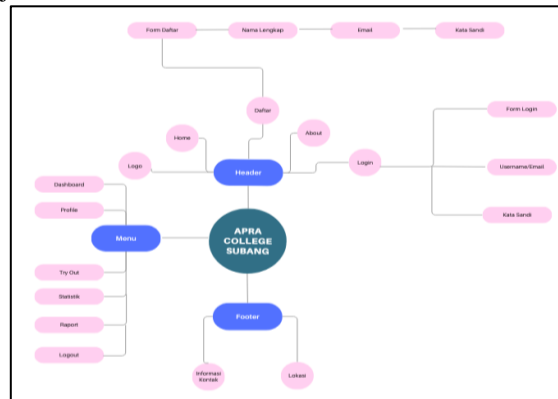 Form Daftar
Nama Lengkap
Email
Kata Sandi
Daftar
Home
About
Logo
Header
Login
Form Login
Username/Email
Kata Sandi
Dashboard
Profile
Menu
APRA
COLLEGE
SUBANG
Try Out
Statistik
Raport
Logout
Footer
Informasi
Kontak
Lokasi